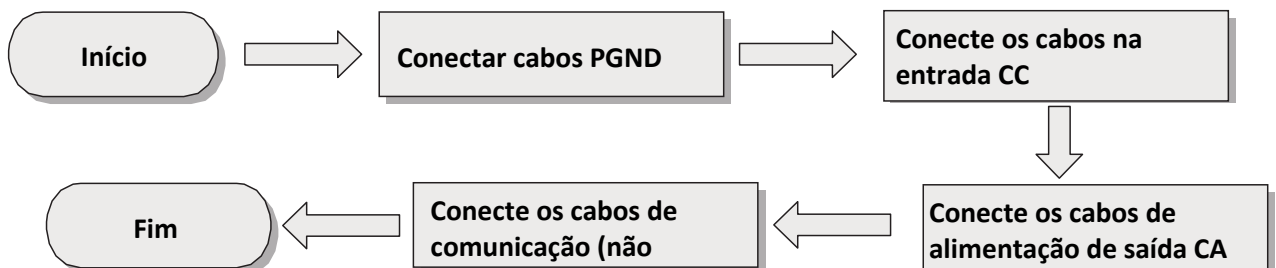 Início
Conectar cabos PGND
Conecte os cabos na
entrada CC
Conecte os cabos de
alimentação de saída CA
Conecte os cabos de
comunicação (não
Fim